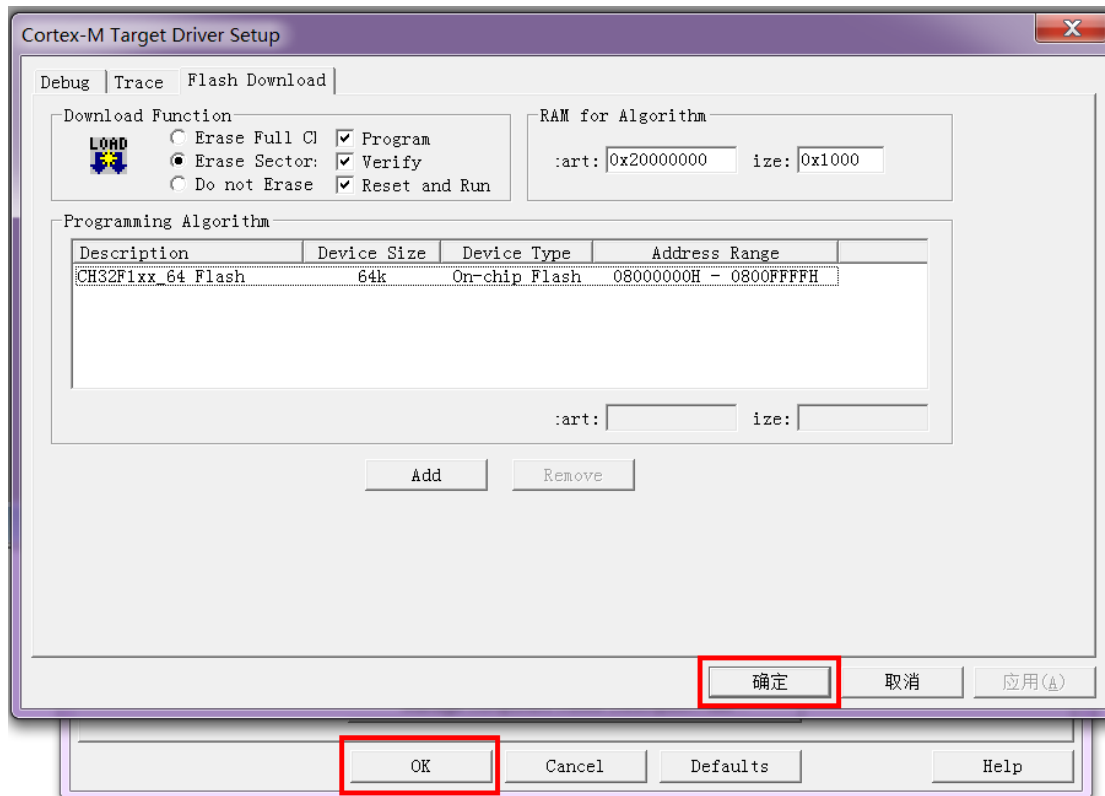 Cortex-M Target Driver Setup
Debug Trace Flash Download
Download Function
LOAD
Erase Full Cl
Erase Sector:
Do not Erase
Program
Verify
Reset and Run
RAM for Algorithm
:art: 0x20000000 ize: 0x1000
Programming Algorithm
Description Device Size Device Type Address Range
CH32F1xx_64 Flash 64k On-chip Flash 08000000H - 0800FFFFH
:art: ize:
Add Remove
确定 取消 应用(A)
OK Cancel Defaults Help